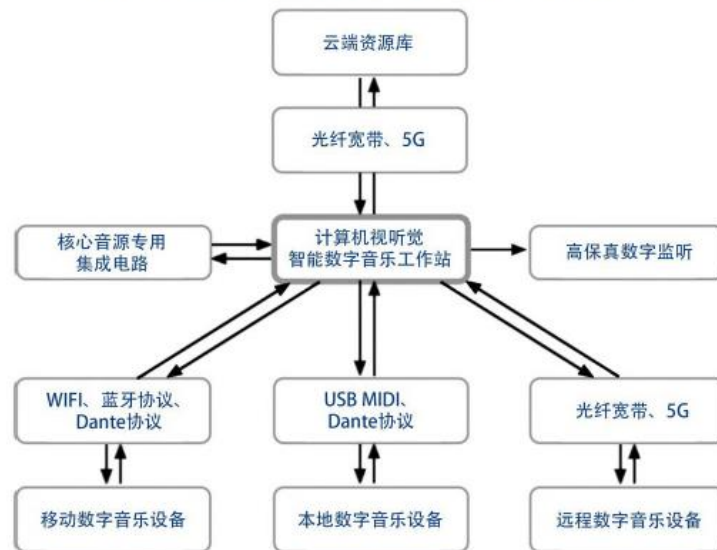 云端资源库
光纤宽带、5G
核心音源专用
集成电路
计算机视听觉
智能数字音乐工作站
高保真数字监听
WIFI、蓝牙协议、
Dante协议
USB MIDI、
Dante协议
光纤宽带、5G
移动数字音乐设备
本地数字音乐设备
远程数字音乐设备